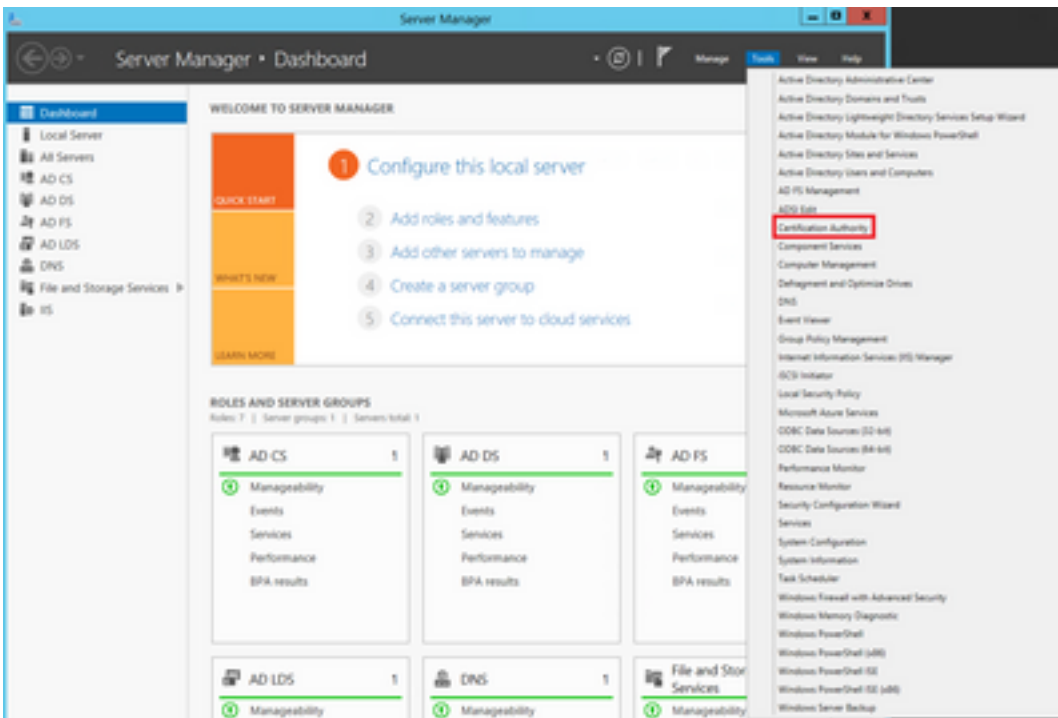 Server Manager
Server Manager • Dashboard
Manage Tools View Help
Dashboard
Local Server
All Servers
AD CS
AD DS
AD FS
AD LDS
DNS
File and Storage Services
IIS
WELCOME TO SERVER MANAGER
QUICK START
WHAT'S NEW
LEARN MORE
1 Configure this local server
2 Add roles and features
3 Add other servers to manage
4 Create a server group
5 Connect this server to cloud services
ROLES AND SERVER GROUPS
Roles: 7 | Server groups: 1 | Servers total: 1
AD CS 1
Manageability
Events
Services
Performance
BPA results
AD DS 1
Manageability
Events
Services
Performance
BPA results
AD FS
Manageability
Events
Services
Performance
BPA results
AD LDS 1
Manageability
DNS 1
Manageability
File and Stor
Services
Manageability
Active Directory Administrative Center
Active Directory Domains and Trusts
Active Directory Lightweight Directory Services Setup Wizard
Active Directory Module for Windows PowerShell
Active Directory Sites and Services
Active Directory Users and Computers
AD FS Management
ADSI Edit
Certification Authority
Component Services
Computer Management
Defragment and Optimize Drives
DNS
Event Viewer
Group Policy Management
Internet Information Services (IIS) Manager
iSCSI Initiator
Local Security Policy
Microsoft Azure Services
ODBC Data Sources (32-bit)
ODBC Data Sources (64-bit)
Performance Monitor
Resource Monitor
Security Configuration Wizard
Services
System Configuration
System Information
Task Scheduler
Windows Firewall with Advanced Security
Windows Memory Diagnostic
Windows PowerShell
Windows PowerShell (x86)
Windows PowerShell ISE
Windows PowerShell ISE (x86)
Windows Server Backup